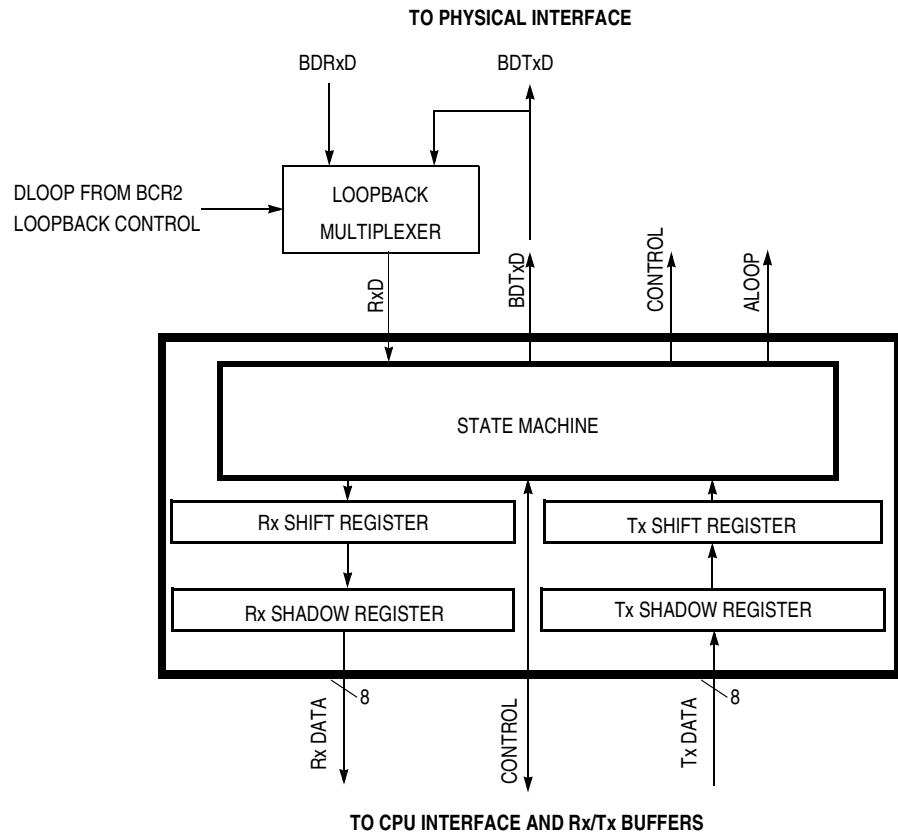 TO PHYSICAL INTERFACE
BDRxD
BDTxD
DLOOP FROM BCR2
LOOPBACK CONTROL
LOOPBACK
MULTIPLEXER
RxD
BDTxD
CONTROL
ALOOP
STATE MACHINE
Rx SHIFT REGISTER
Tx SHIFT REGISTER
Rx SHADOW REGISTER
Tx SHADOW REGISTER
8
8
Rx DATA
CONTROL
Tx DATA
TO CPU INTERFACE AND Rx/Tx BUFFERS